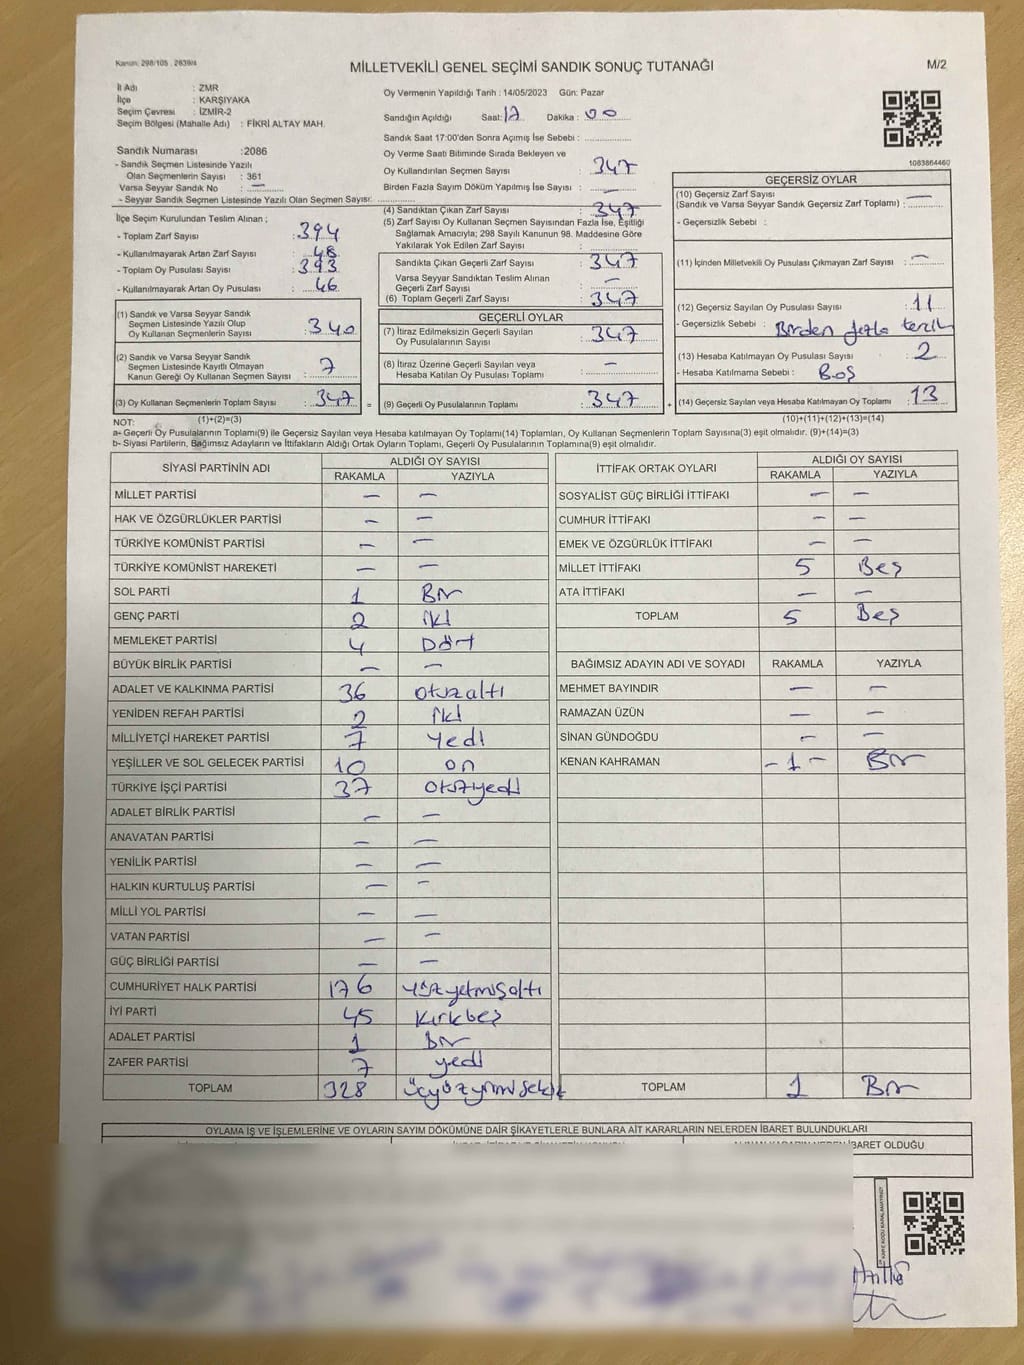 Kanun: 298/105 , 2839/4
MİLLETVEKİLİ GENEL SEÇİMİ SANDIK SONUÇ TUTANAĞI
M/2
İl Adı : ZMR
İlçe : KARŞIYAKA
Seçim Çevresi : İZMİR-2
Seçim Bölgesi (Mahalle Adı) : FİKRİ ALTAY MAH.
Sandık Numarası :2086
- Sandık Seçmen Listesinde Yazılı
Olan Seçmenlerin Sayısı : 361
Varsa Seyyar Sandık No : —
- Seyyar Sandık Seçmen Listesinde Yazılı Olan Seçmen Sayısı:
Oy Vermenin Yapıldığı Tarih : 14/05/2023 Gün: Pazar
Sandığın Açıldığı Saat: 17 Dakika : 00
Sandık Saat 17:00'den Sonra Açımış İse Sebebi :
Oy Verme Saati Bitiminde Sırada Bekleyen ve
Oy Kullandırılan Seçmen Sayısı : 347
Birden Fazla Sayım Döküm Yapılmış İse Sayısı : —
1083864460
İlçe Seçim Kurulundan Teslim Alınan ;
- Toplam Zarf Sayısı : 394
- Kullanılmayarak Artan Zarf Sayısı : 48
- Toplam Oy Pusulası Sayısı : 393
- Kullanılmayarak Artan Oy Pusulası : 46
(1) Sandık ve Varsa Seyyar Sandık
Seçmen Listesinde Yazılı Olup
Oy Kullanan Seçmenlerin Sayısı : 340
(2) Sandık ve Varsa Seyyar Sandık
Seçmen Listesinde Kayıtlı Olmayan
Kanun Gereği Oy Kullanan Seçmen Sayısı : 7
(3) Oy Kullanan Seçmenlerin Toplam Sayısı : 347 =
(4) Sandıktan Çıkan Zarf Sayısı : 347
(5) Zarf Sayısı Oy Kullanan Seçmen Sayısından Fazla İse, Eşitliği
Sağlamak Amacıyla; 298 Sayılı Kanunun 98. Maddesine Göre
Yakılarak Yok Edilen Zarf Sayısı :
Sandıkta Çıkan Geçerli Zarf Sayısı : 347
Varsa Seyyar Sandıktan Teslim Alınan
Geçerli Zarf Sayısı : —
(6) Toplam Geçerli Zarf Sayısı : 347
GEÇERLİ OYLAR
(7) İtiraz Edilmeksizin Geçerli Sayılan
Oy Pusulalarının Sayısı : 347
(8) İtiraz Üzerine Geçerli Sayılan veya
Hesaba Katılan Oy Pusulası Toplamı : —
(9) Geçerli Oy Pusulalarının Toplamı : 347 +
GEÇERSİZ OYLAR
(10) Geçersiz Zarf Sayısı
(Sandık ve Varsa Seyyar Sandık Geçersiz Zarf Toplamı) : —
- Geçersizlik Sebebi :
(11) İçinden Milletvekili Oy Pusulası Çıkmayan Zarf Sayısı : —
(12) Geçersiz Sayılan Oy Pusulası Sayısı : 11
- Geçersizlik Sebebi : Birden fazla tercih
(13) Hesaba Katılmayan Oy Pusulası Sayısı : 2
- Hesaba Katılmama Sebebi : Boş
(14) Geçersiz Sayılan veya Hesaba Katılmayan Oy Toplamı : 13
NOT: (1)+(2)=(3) (10)+(11)+(12)+(13)=(14)
a- Geçerli Oy Pusulalarının Toplamı(9) ile Geçersiz Sayılan veya Hesaba katılmayan Oy Toplamı(14) Toplamları, Oy Kullanan Seçmenlerin Toplam Sayısına(3) eşit olmalıdır. (9)+(14)=(3)
b- Siyasi Partilerin, Bağımsız Adayların ve İttifakların Aldığı Ortak Oyların Toplamı, Geçerli Oy Pusulalarının Toplamına(9) eşit olmalıdır.
SİYASİ PARTİNİN ADI ALDIĞI OY SAYISI
RAKAMLA YAZIYLA
MİLLET PARTİSİ — —
HAK VE ÖZGÜRLÜKLER PARTİSİ — —
TÜRKİYE KOMÜNİST PARTİSİ — —
TÜRKİYE KOMÜNİST HAREKETİ — —
SOL PARTİ 1 Bir
GENÇ PARTİ 2 iki
MEMLEKET PARTİSİ 4 Dört
BÜYÜK BİRLİK PARTİSİ — —
ADALET VE KALKINMA PARTİSİ 36 otuzaltı
YENİDEN REFAH PARTİSİ 2 iki
MİLLİYETÇİ HAREKET PARTİSİ 7 Yedi
YEŞİLLER VE SOL GELECEK PARTİSİ 10 on
TÜRKİYE İŞÇİ PARTİSİ 37 otuzyedi
ADALET BİRLİK PARTİSİ — —
ANAVATAN PARTİSİ — —
YENİLİK PARTİSİ — —
HALKIN KURTULUŞ PARTİSİ — —
MİLLİ YOL PARTİSİ — —
VATAN PARTİSİ — —
GÜÇ BİRLİĞİ PARTİSİ — —
CUMHURİYET HALK PARTİSİ 176 yüzyetmişaltı
İYİ PARTİ 45 Kırkbeş
ADALET PARTİSİ 1 Bir
ZAFER PARTİSİ 7 yedi
TOPLAM 328 üçyüzyirmisekiz
İTTİFAK ORTAK OYLARI ALDIĞI OY SAYISI
RAKAMLA YAZIYLA
SOSYALİST GÜÇ BİRLİĞİ İTTİFAKI — —
CUMHUR İTTİFAKI — —
EMEK VE ÖZGÜRLÜK İTTİFAKI — —
MİLLET İTTİFAKI 5 Beş
ATA İTTİFAKI — —
TOPLAM 5 Beş
BAĞIMSIZ ADAYIN ADI VE SOYADI RAKAMLA YAZIYLA
MEHMET BAYINDIR — —
RAMAZAN ÜZÜN — —
SİNAN GÜNDOĞDU — —
KENAN KAHRAMAN - 1 - Bir
TOPLAM 1 Bir
OYLAMA İŞ VE İŞLEMLERİNE VE OYLARIN SAYIM DÖKÜMÜNE DAİR ŞİKAYETLERLE BUNLARA AİT KARARLARIN NELERDEN İBARET BULUNDUKLARI
İBARET OLDUĞU